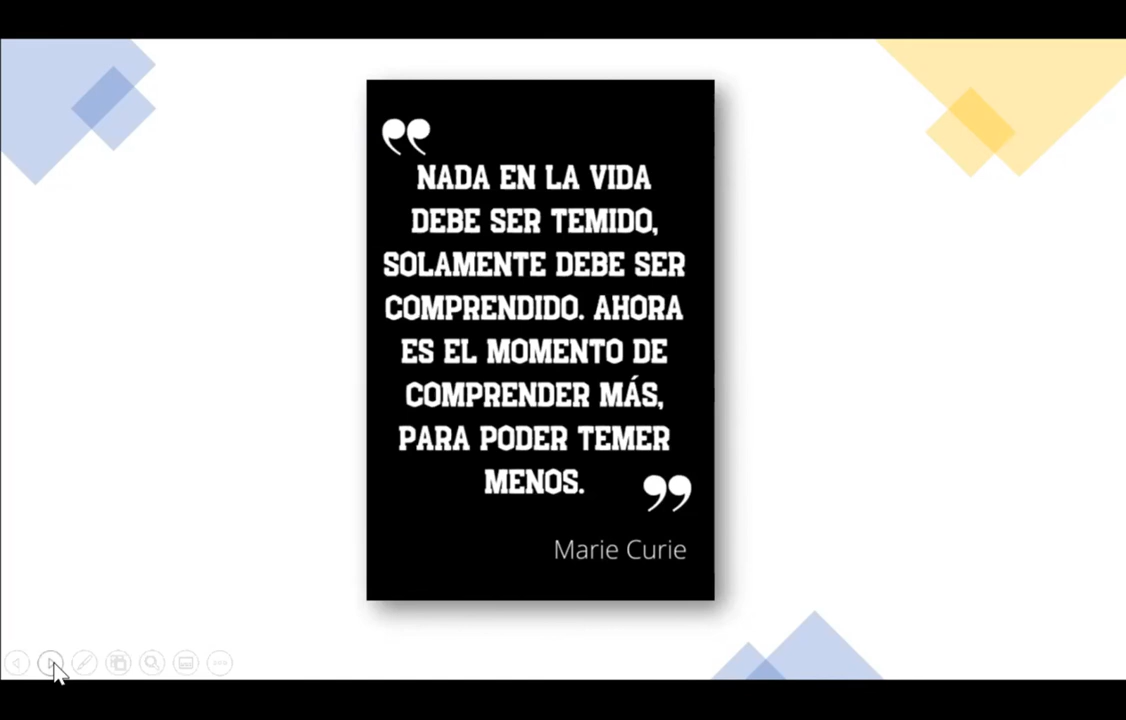 ❝
NADA EN LA VIDA
DEBE SER TEMIDO,
SOLAMENTE DEBE SER
COMPRENDIDO. AHORA
ES EL MOMENTO DE
COMPRENDER MÁS,
PARA PODER TEMER
MENOS. ❞
Marie Curie